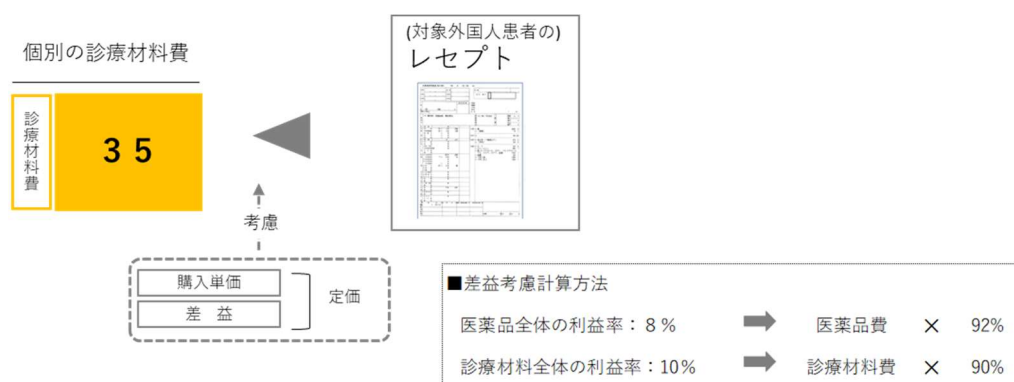 個別の診療材料費
診療材料費
３５
(対象外国人患者の)
レセプト
考慮
購入単価
差 益
定価
■差益考慮計算方法
医薬品全体の利益率：８％ 医薬品費 × 92%
診療材料全体の利益率：10% 診療材料費 × 90%